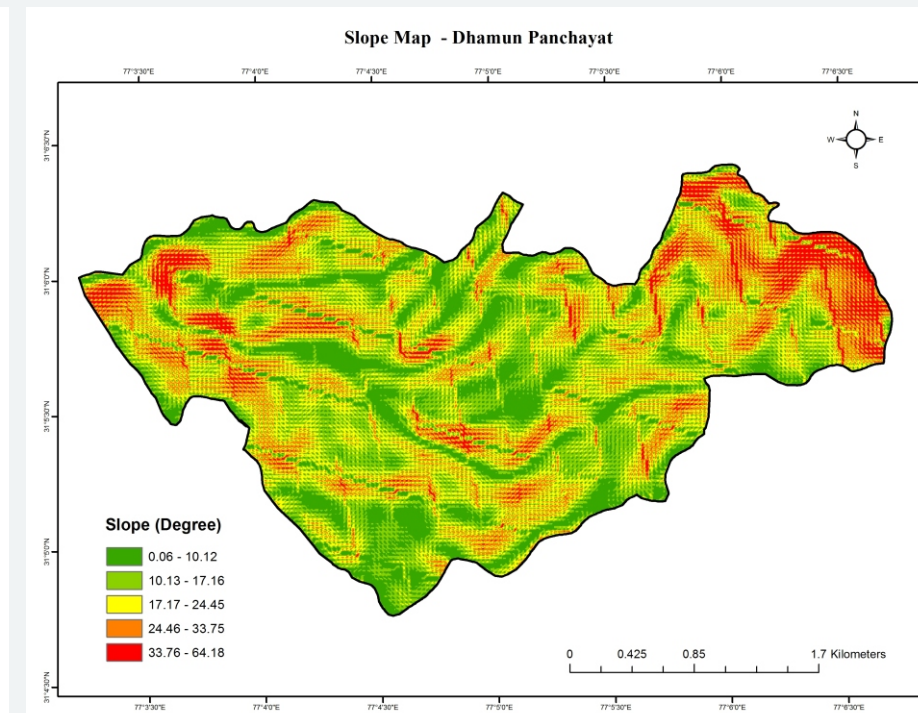 Slope Map - Dhamun Panchayat
77°3'30"E 77°4'0"E 77°4'30"E 77°5'0"E 77°5'30"E 77°6'0"E 77°6'30"E
31°6'30"N
N
W E
S
31°6'0"N
31°5'30"N
31°5'0"N
31°4'30"N
Slope (Degree)
0.06 - 10.12
10.13 - 17.16
17.17 - 24.45
24.46 - 33.75
33.76 - 64.18
0 0.425 0.85 1.7 Kilometers
77°3'30"E 77°4'0"E 77°4'30"E 77°5'0"E 77°5'30"E 77°6'0"E 77°6'30"E